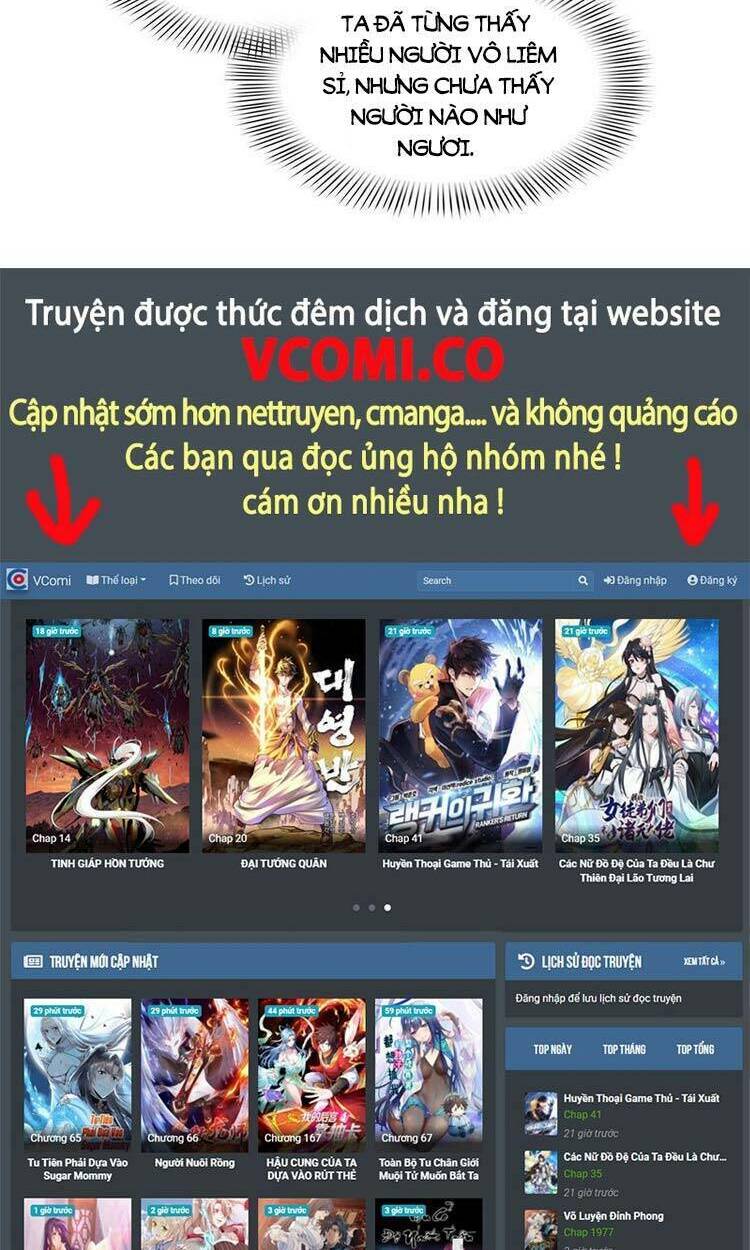 TA ĐÃ TỪNG THẤY
NHIỀU NGƯỜI VÔ LIÊM
SỈ, NHƯNG CHƯA THẤY
NGƯỜI NÀO NHƯ
NGƯƠI.
Truyện được thức đêm dịch và đăng tại website
VCOMI.CO
Cập nhật sớm hơn nettruyen, cmanga.... và không quảng cáo
Các bạn qua đọc ủng hộ nhóm nhé !
cám ơn nhiều nha !
VComi Thể loại Theo dõi Lịch sử Search Đăng nhập Đăng ký
18 giờ trước 8 giờ trước 21 giờ trước 21 giờ trước
대영반
랭커의 귀환
RANKER'S RETURN
Chap 14 Chap 20 Chap 41 Chap 35
TINH GIÁP HỒN TƯỚNG ĐẠI TƯỚNG QUÂN Huyền Thoại Game Thủ - Tái Xuất Các Nữ Đồ Đệ Của Ta Đều Là Chư
Thiên Đại Lão Tương Lai
TRUYỆN MỚI CẬP NHẬT
LỊCH SỬ ĐỌC TRUYỆN XEM TẤT CẢ »
Đăng nhập để lưu lịch sử đọc truyện
29 phút trước 29 phút trước 44 phút trước 59 phút trước
Tu Tiên
Phải Dựa Vào
Chương 65 Chương 66 Chương 167 Chương 67
Tu Tiên Phải Dựa Vào
Sugar Mommy
Người Nuôi Rồng
HẬU CUNG CỦA TA
DỰA VÀO RÚT THẺ
Toàn Bộ Tu Chân Giới
Muội Tử Muốn Bắt Ta
TOP NGÀY TOP THÁNG TOP TỔNG
Huyền Thoại Game Thủ - Tái Xuất
Chap 41
21 giờ trước
Các Nữ Đồ Đệ Của Ta Đều Là Chư...
Chap 35
21 giờ trước
Võ Luyện Đỉnh Phong
Chap 1977
1 giờ trước 2 giờ trước 3 giờ trước 3 giờ trước